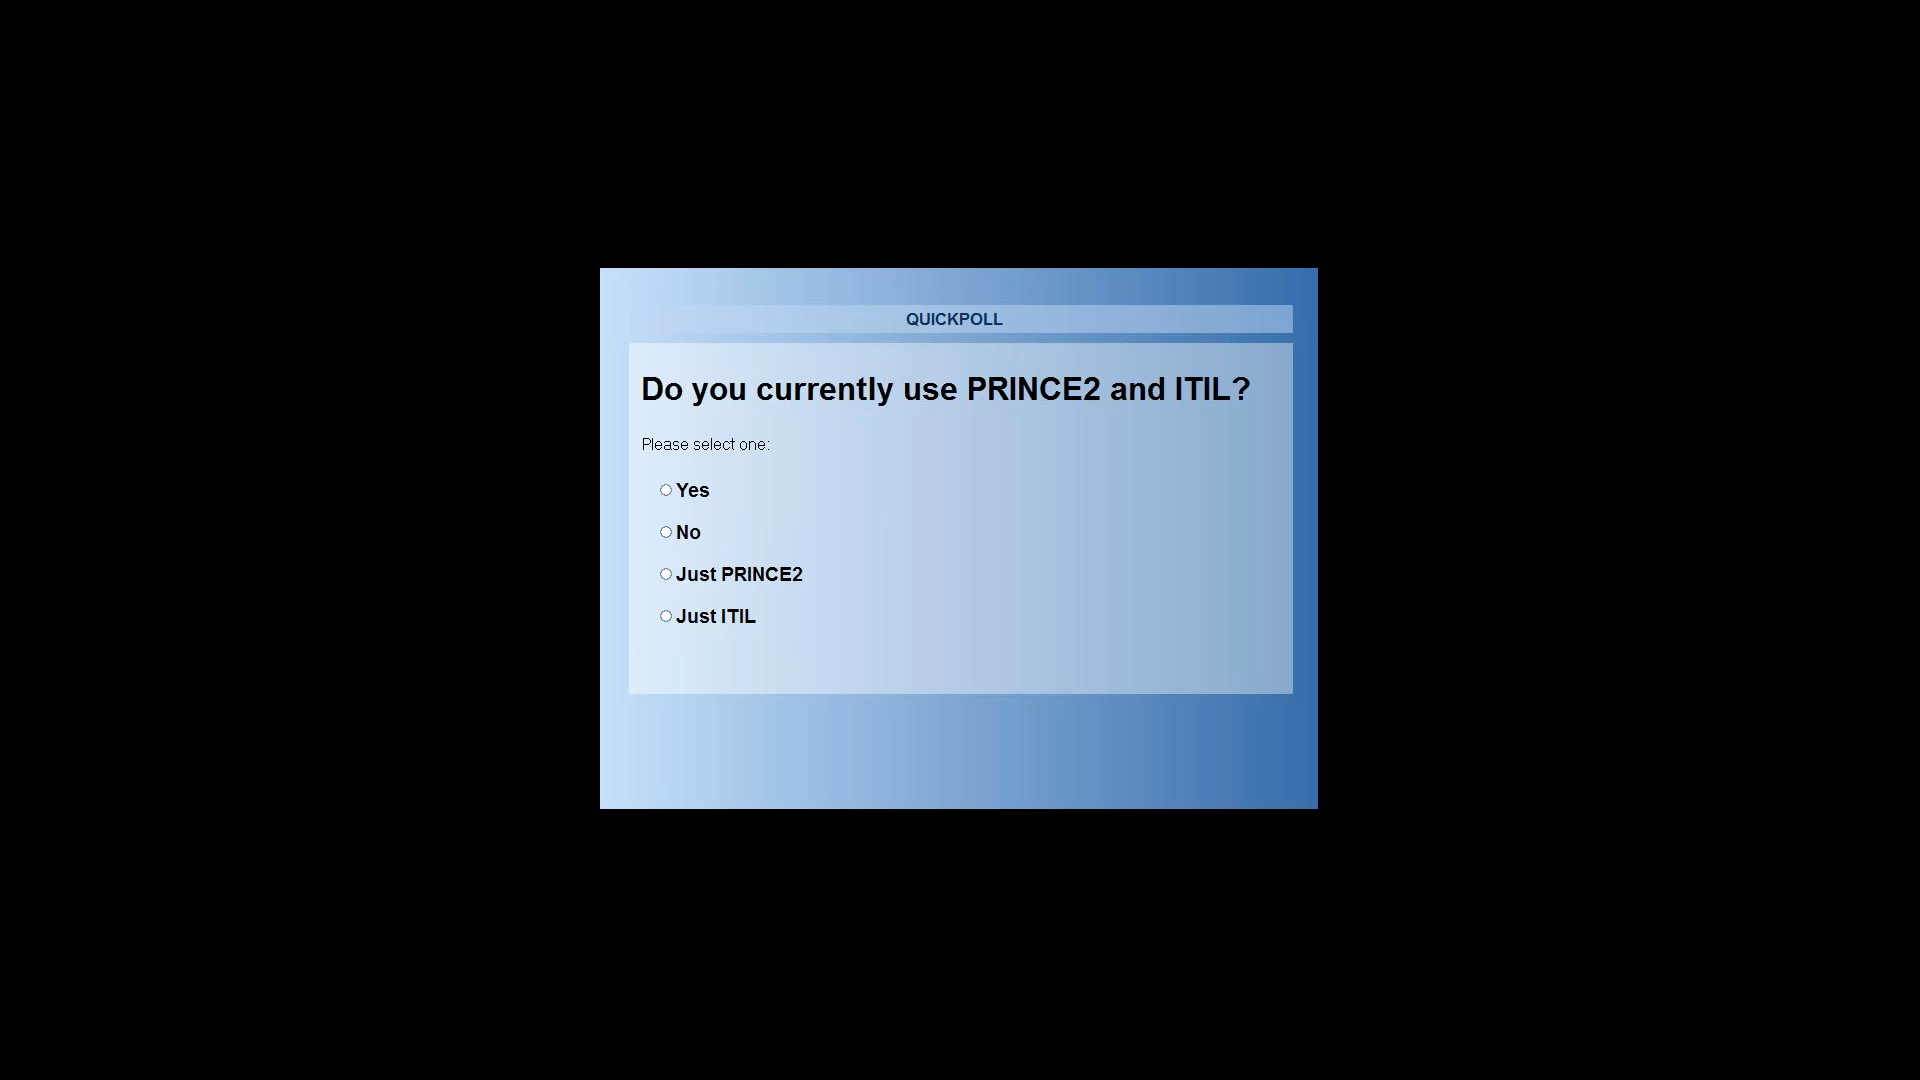 QUICKPOLL
Do you currently use PRINCE2 and ITIL?
Please select one:
Yes
No
Just PRINCE2
Just ITIL